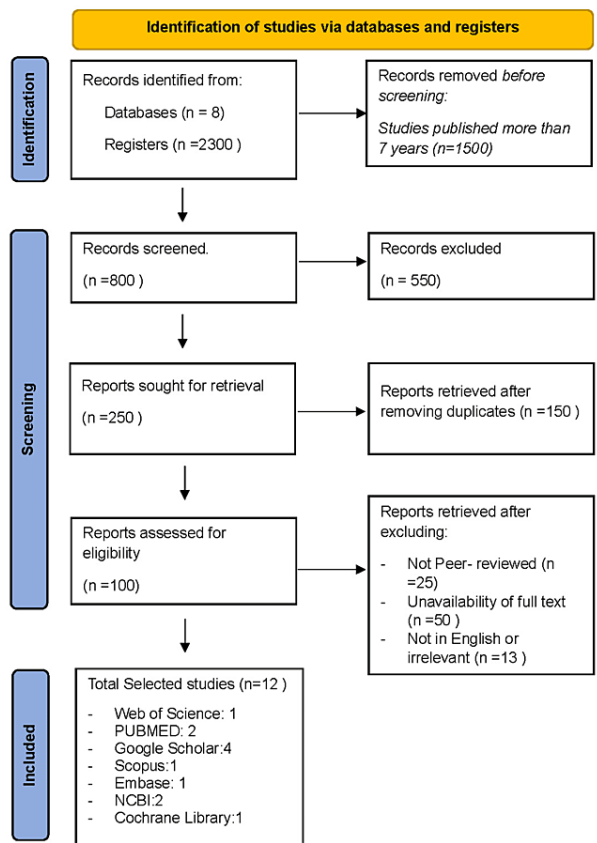 Identification of studies via databases and registers
Identification
Records identified from:
Databases (n = 8)
Registers (n =2300 )
Records removed before
screening:
Studies published more than
7 years (n=1500)
Screening
Records screened.
(n =800 )
Records excluded
(n = 550)
Reports sought for retrieval
(n =250 )
Reports retrieved after
removing duplicates (n =150 )
Reports assessed for
eligibility
(n =100)
Reports retrieved after
excluding:
- Not Peer- reviewed (n
=25)
- Unavailability of full text
(n =50 )
- Not in English or
irrelevant (n =13 )
Included
Total Selected studies (n=12 )
- Web of Science: 1
- PUBMED: 2
- Google Scholar:4
- Scopus:1
- Embase: 1
- NCBI:2
- Cochrane Library:1